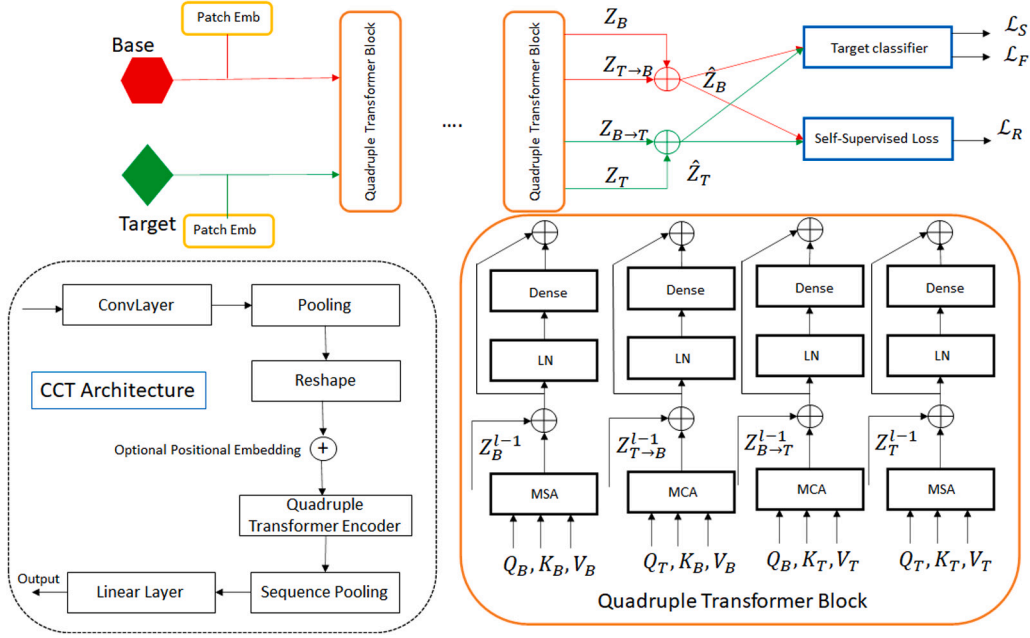 Patch Emb
Base
Target
Patch Emb
Quadruple Transformer Block
....
Quadruple Transformer Block
Z_B
Z_{T→B}
Ẑ_B
Z_{B→T}
Ẑ_T
Z_T
Target classifier
ℒ_S
ℒ_F
Self-Supervised Loss
ℒ_R
ConvLayer
Pooling
CCT Architecture
Reshape
Optional Positional Embedding
+
Quadruple
Transformer Encoder
Output
Linear Layer
Sequence Pooling
Dense
Dense
Dense
Dense
LN
LN
LN
LN
Z_B^{l−1}
Z_{T→B}^{l−1}
Z_{B→T}^{l−1}
Z_T^{l−1}
MSA
MCA
MCA
MSA
Q_B, K_B, V_B
Q_T, K_B, V_B
Q_B, K_T, V_T
Q_T, K_T, V_T
Quadruple Transformer Block